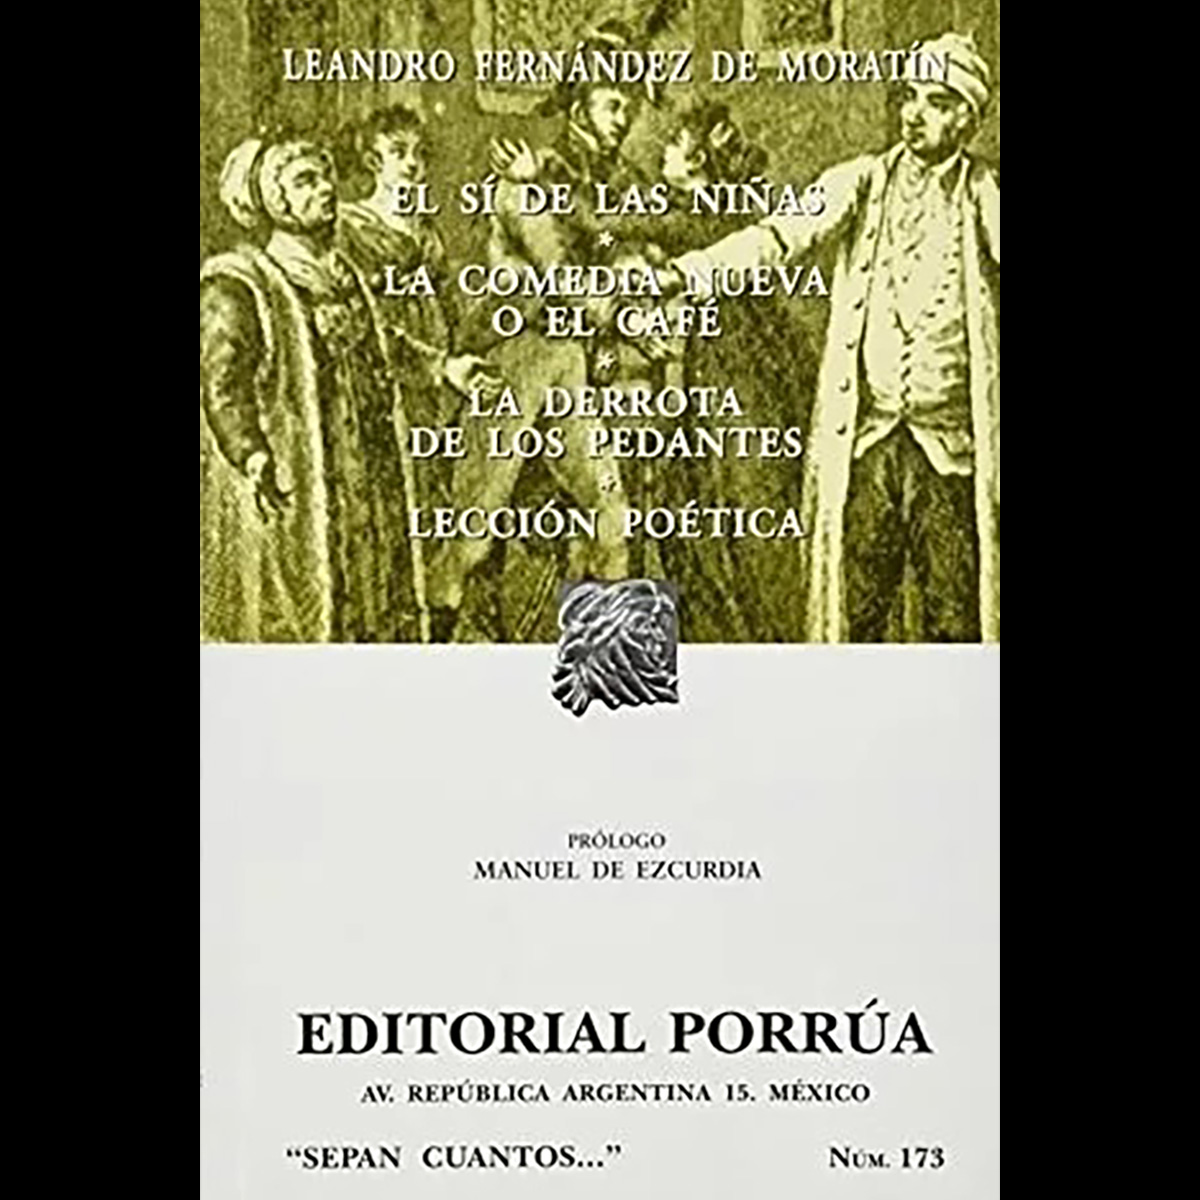 LEANDRO FERNÁNDEZ DE MORATÍN
EL SÍ DE LAS NIÑAS
*
LA COMEDIA NUEVA
O EL CAFÉ
*
LA DERROTA
DE LOS PEDANTES
*
LECCIÓN POÉTICA
PRÓLOGO
MANUEL DE EZCURDIA
EDITORIAL PORRÚA
AV. REPÚBLICA ARGENTINA 15. MÉXICO
“SEPAN CUANTOS...” NÚM. 173